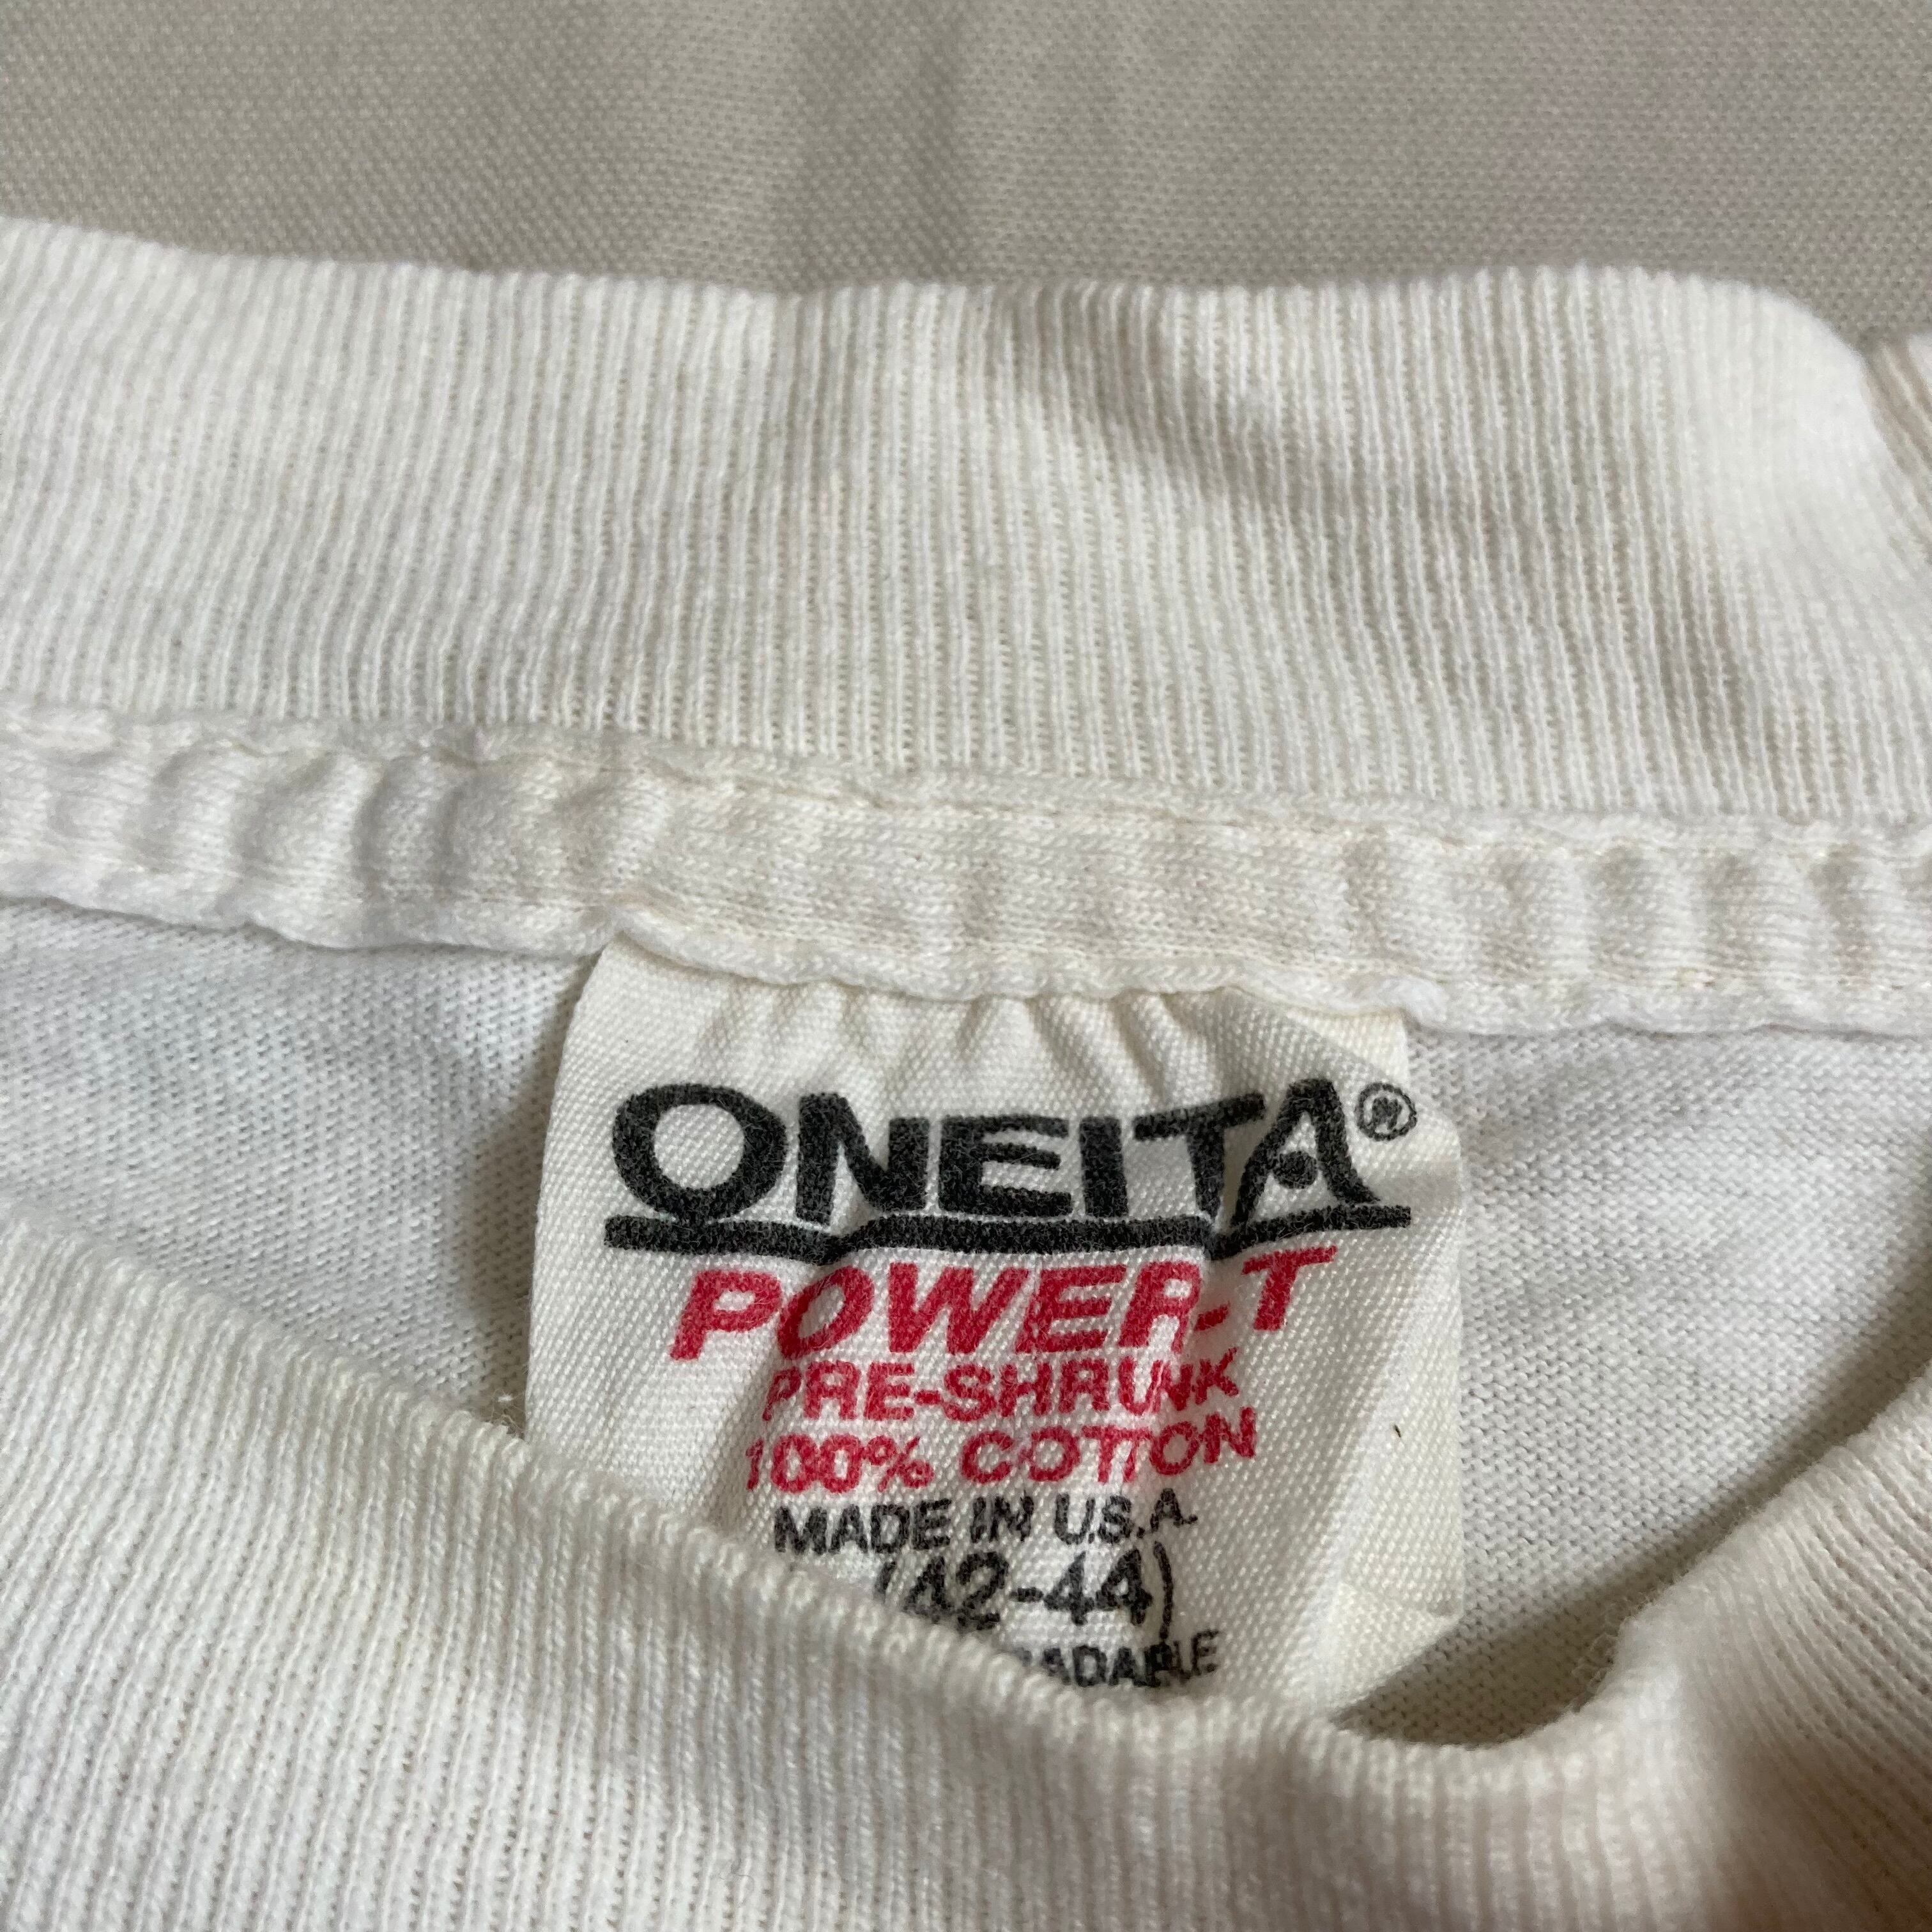 ONEITA®
POWER-T
PRE-SHRUNK
100% COTTON
MADE IN U.S.A.
(42-44)